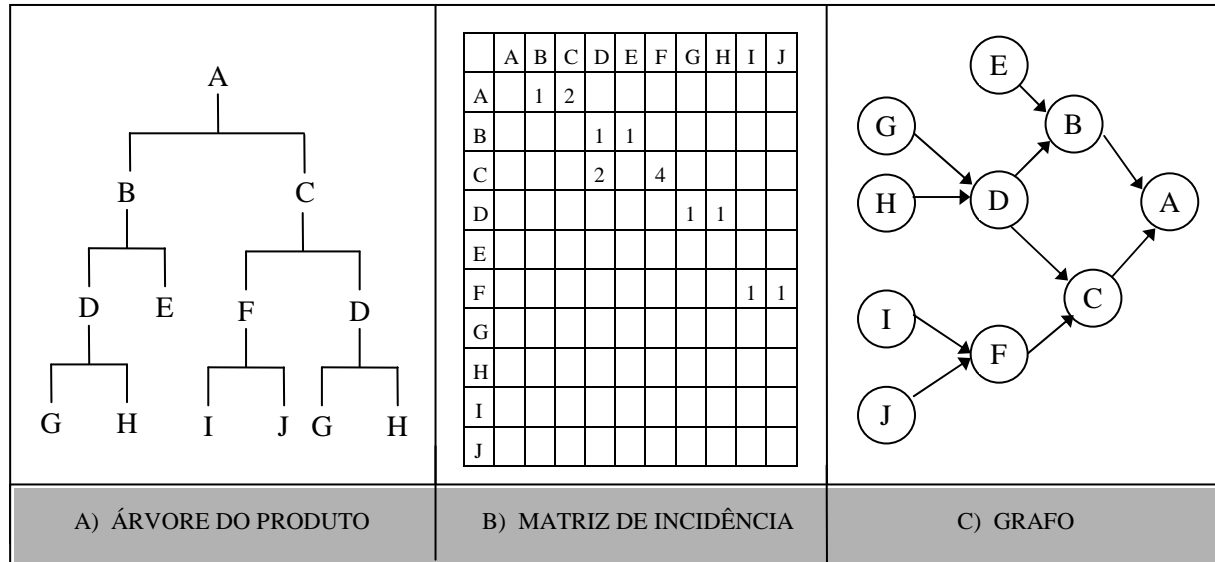 A
B C
D E F D
G H I J G H
A B C D E F G H I J
A 1 2
B 1 1
C 2 4
D 1 1
E
F 1 1
G
H
I
J
E
G B
H D A
C
I
F
J
A) ÁRVORE DO PRODUTO
B) MATRIZ DE INCIDÊNCIA
C) GRAFO